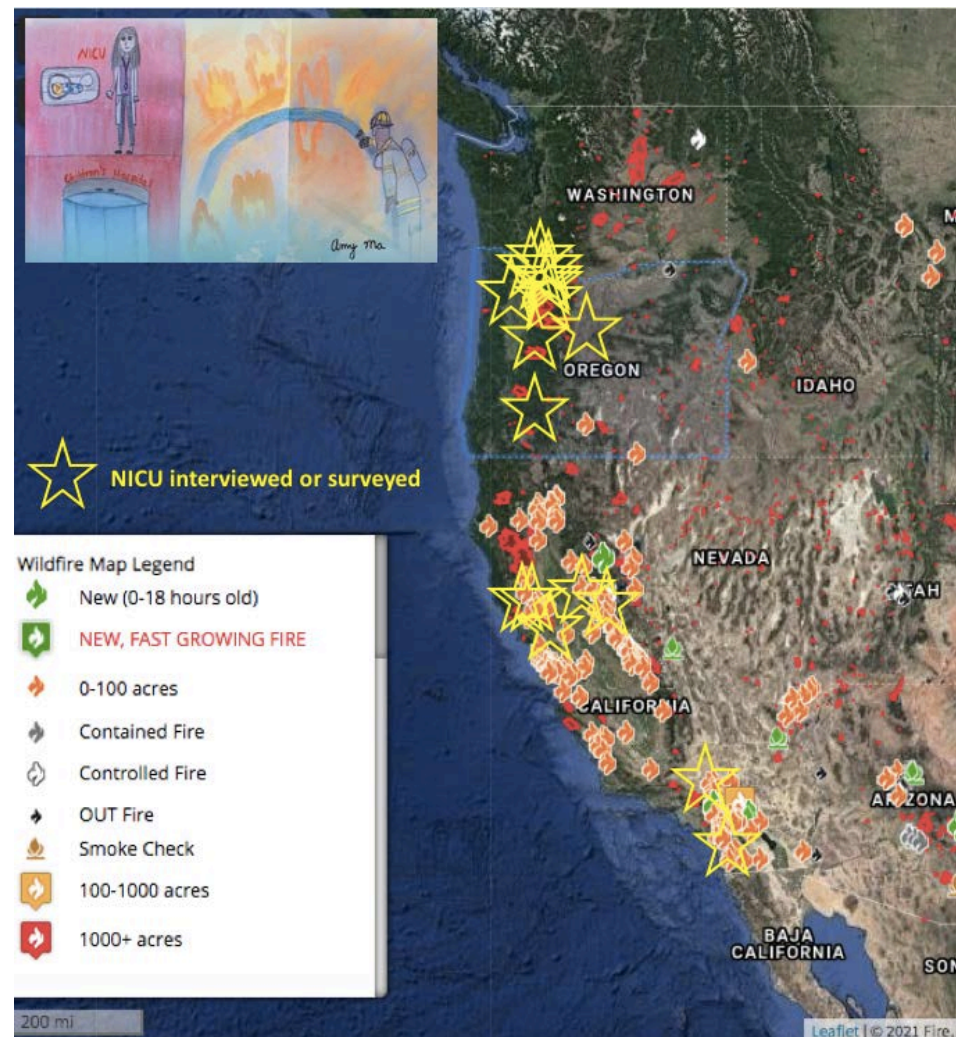 NICU
Children's Hospital
Amy Ma
WASHINGTON
M
OREGON
IDAHO
NICU interviewed or surveyed
NEVADA
UTAH
CALIFORNIA
ARIZONA
BAJA
CALIFORNIA
SON
Wildfire Map Legend
New (0-18 hours old)
NEW, FAST GROWING FIRE
0-100 acres
Contained Fire
Controlled Fire
OUT Fire
Smoke Check
100-1000 acres
1000+ acres
200 mi
Leaflet | © 2021 Fire,